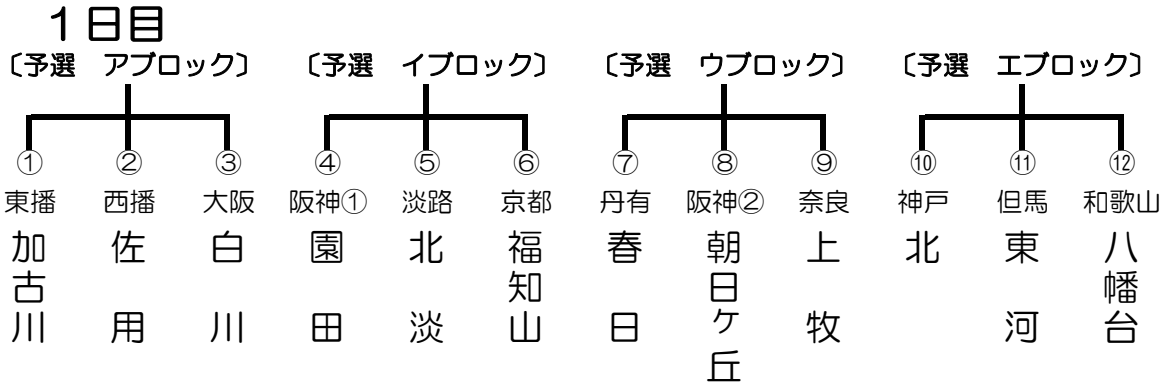 1日目
〔予選　アブロック〕　〔予選　イブロック〕　〔予選　ウブロック〕　〔予選　エブロック〕
① ② ③ ④ ⑤ ⑥ ⑦ ⑧ ⑨ ⑩ ⑪ ⑫
東播 西播 大阪 阪神① 淡路 京都 丹有 阪神② 奈良 神戸 但馬 和歌山
加古川 佐用 白川 園田 北淡 福知山 春日 朝日ケ丘 上牧 北 東河 八幡台